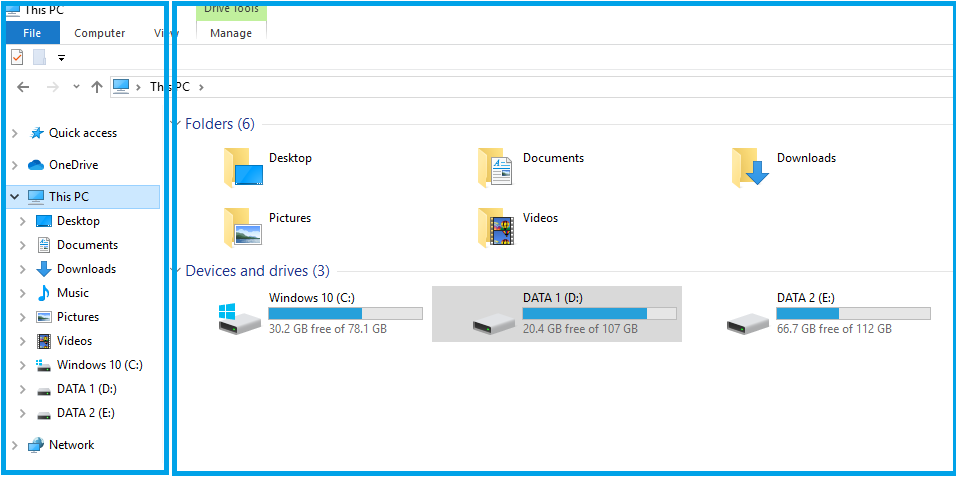 This PC
Drive Tools
File Computer View Manage
This PC
Quick access
OneDrive
This PC
Desktop
Documents
Downloads
Music
Pictures
Videos
Windows 10 (C:)
DATA 1 (D:)
DATA 2 (E:)
Network
Folders (6)
Desktop
Documents
Downloads
Pictures
Videos
Devices and drives (3)
Windows 10 (C:)
30.2 GB free of 78.1 GB
DATA 1 (D:)
20.4 GB free of 107 GB
DATA 2 (E:)
66.7 GB free of 112 GB